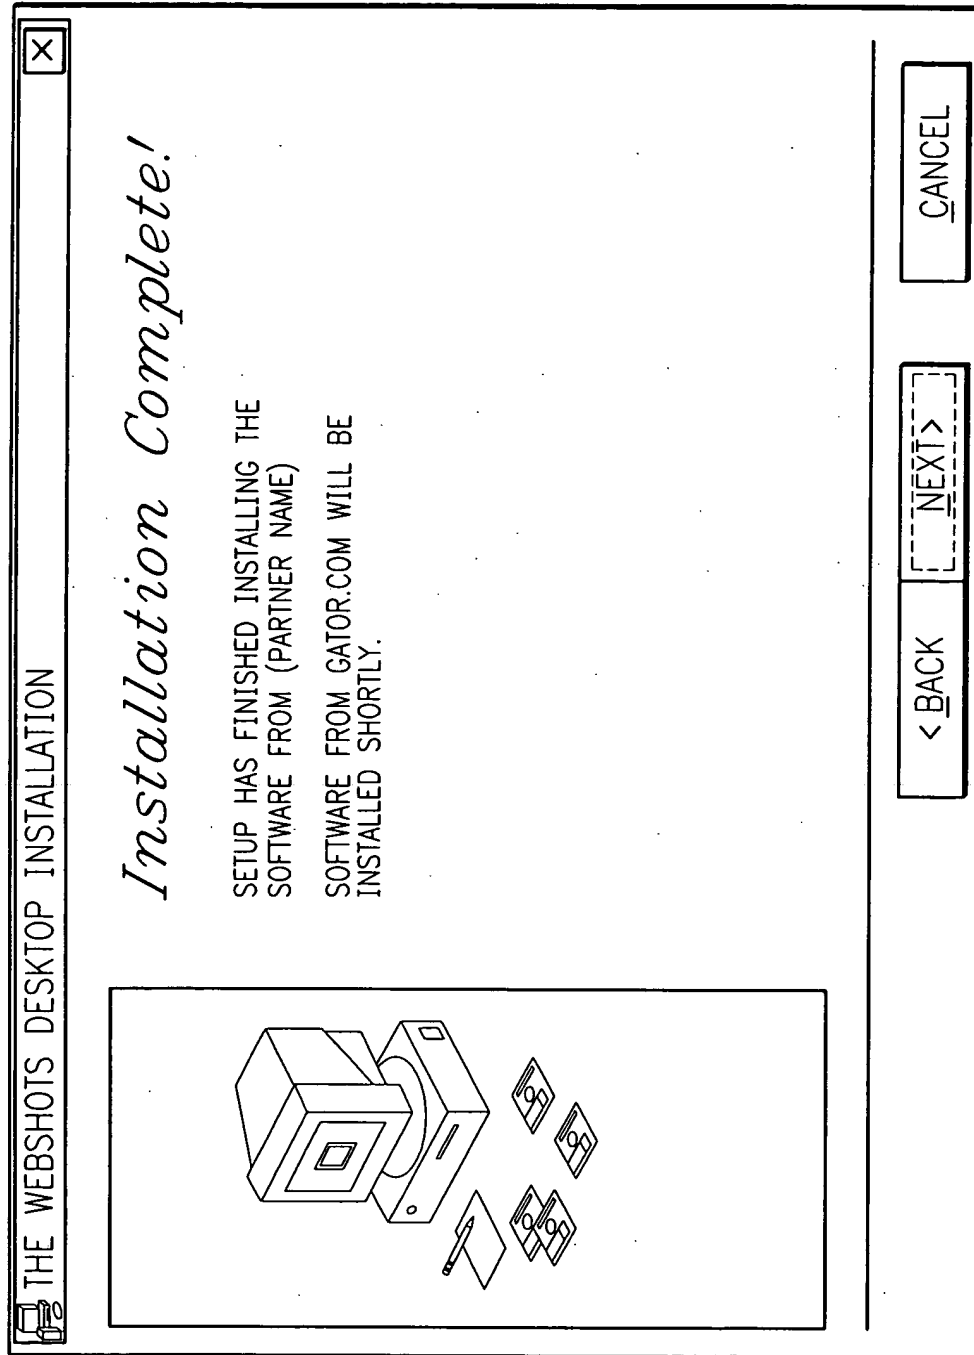 THE WEBSHOTS DESKTOP INSTALLATION
X
Installation Complete!
SETUP HAS FINISHED INSTALLING THE
SOFTWARE FROM (PARTNER NAME)
SOFTWARE FROM GATOR.COM WILL BE
INSTALLED SHORTLY.
< BACK
NEXT>
CANCEL